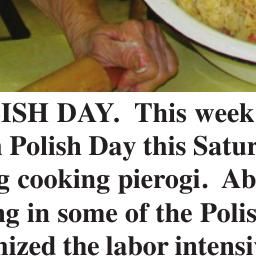 ISH DAY. This week
Polish Day this Satur
g cooking pierogi. Ab
ng in some of the Polis
nized the labor intensi